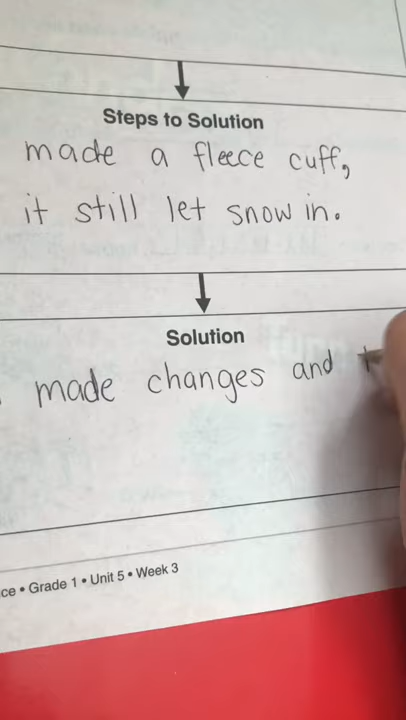 Steps to Solution
made a fleece cuff,
it still let snow in.
Solution
made changes and
ce • Grade 1 • Unit 5 • Week 3